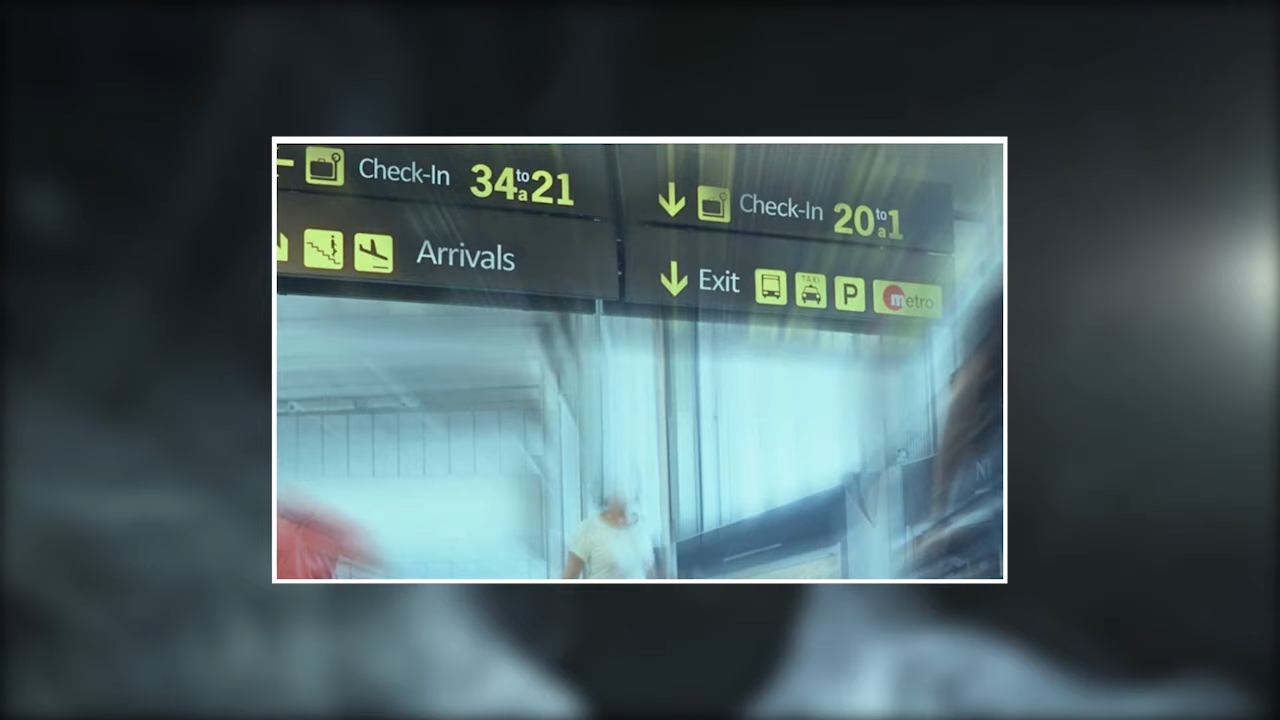 Check-In 34 to a 21
Arrivals
Check-In 20 to a 1
Exit TAXI P metro